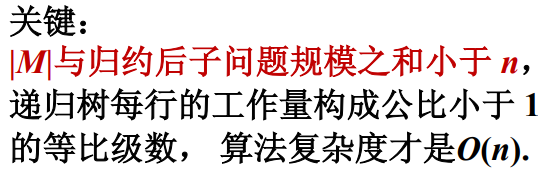 关键：
|M|与归约后子问题规模之和小于 n，
递归树每行的工作量构成公比小于 1
的等比级数， 算法复杂度才是O(n).